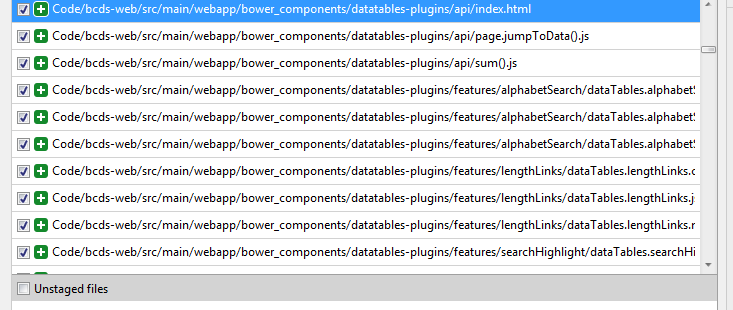 Code/bcds-web/src/main/webapp/bower_components/datatables-plugins/api/index.html
Code/bcds-web/src/main/webapp/bower_components/datatables-plugins/api/page.jumpToData().js
Code/bcds-web/src/main/webapp/bower_components/datatables-plugins/api/sum().js
Code/bcds-web/src/main/webapp/bower_components/datatables-plugins/features/alphabetSearch/dataTables.alphabetS
Code/bcds-web/src/main/webapp/bower_components/datatables-plugins/features/alphabetSearch/dataTables.alphabetS
Code/bcds-web/src/main/webapp/bower_components/datatables-plugins/features/alphabetSearch/dataTables.alphabetS
Code/bcds-web/src/main/webapp/bower_components/datatables-plugins/features/lengthLinks/dataTables.lengthLinks.c
Code/bcds-web/src/main/webapp/bower_components/datatables-plugins/features/lengthLinks/dataTables.lengthLinks.js
Code/bcds-web/src/main/webapp/bower_components/datatables-plugins/features/lengthLinks/dataTables.lengthLinks.r
Code/bcds-web/src/main/webapp/bower_components/datatables-plugins/features/searchHighlight/dataTables.searchHi
Unstaged files